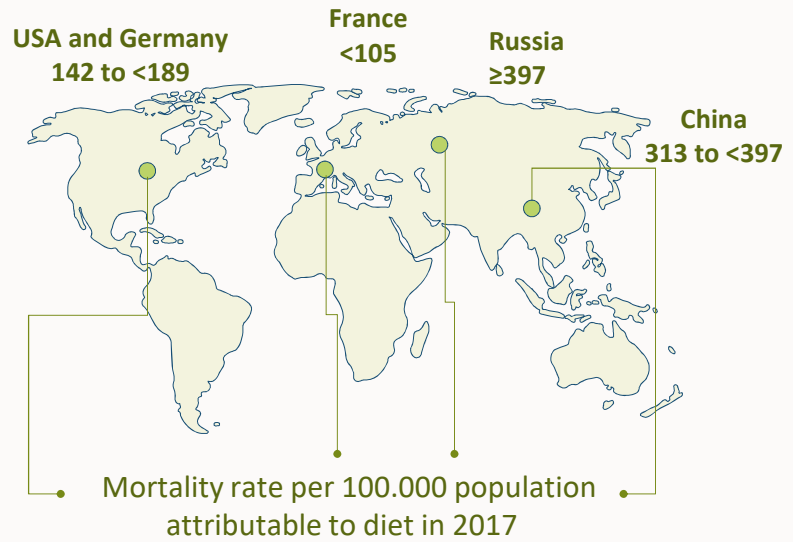 France
<105
USA and Germany
142 to <189
Russia
≥397
China
313 to <397
Mortality rate per 100.000 population
attributable to diet in 2017